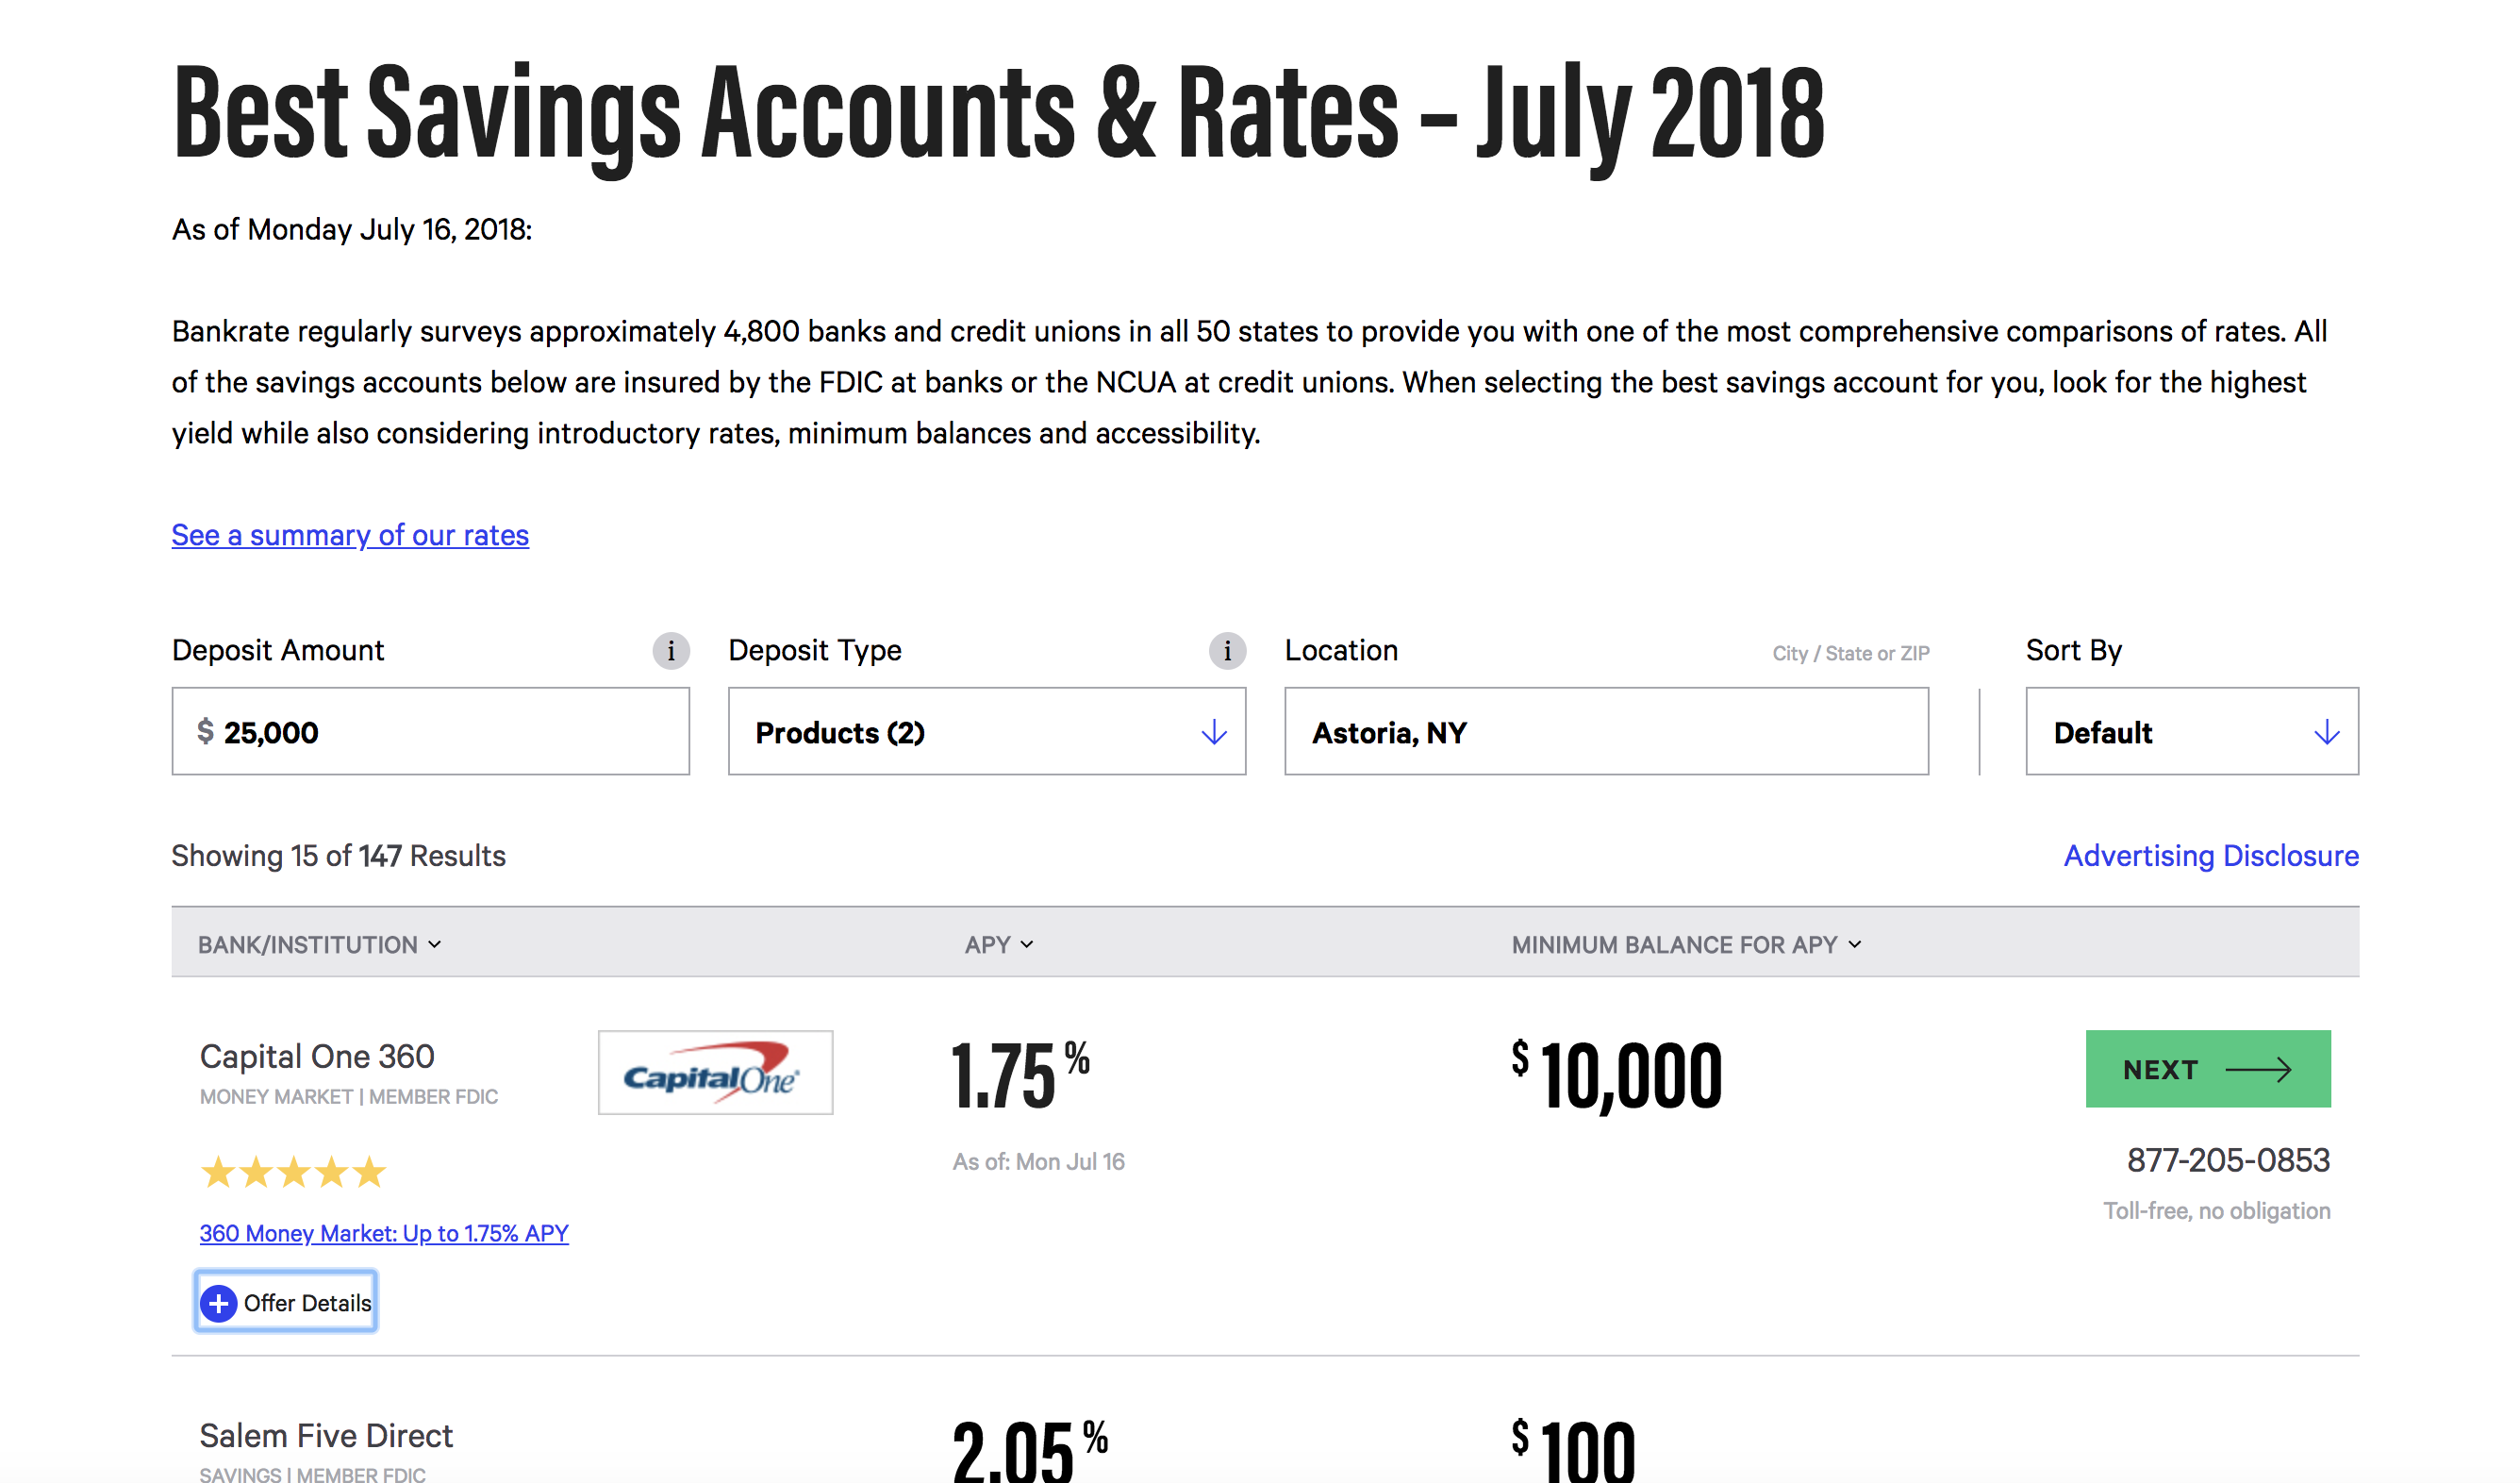 Best Savings Accounts & Rates – July 2018
As of Monday July 16, 2018:
Bankrate regularly surveys approximately 4,800 banks and credit unions in all 50 states to provide you with one of the most comprehensive comparisons of rates. All
of the savings accounts below are insured by the FDIC at banks or the NCUA at credit unions. When selecting the best savings account for you, look for the highest
yield while also considering introductory rates, minimum balances and accessibility.
See a summary of our rates
Deposit Amount i Deposit Type i Location City / State or ZIP Sort By
$ 25,000 Products (2) Astoria, NY Default
Showing 15 of 147 Results Advertising Disclosure
BANK/INSTITUTION APY MINIMUM BALANCE FOR APY
Capital One 360 CapitalOne 1.75 % $ 10,000 NEXT
MONEY MARKET | MEMBER FDIC
As of: Mon Jul 16 877-205-0853
Toll-free, no obligation
360 Money Market: Up to 1.75% APY
Offer Details
Salem Five Direct 2.05 % $ 100
SAVINGS | MEMBER FDIC